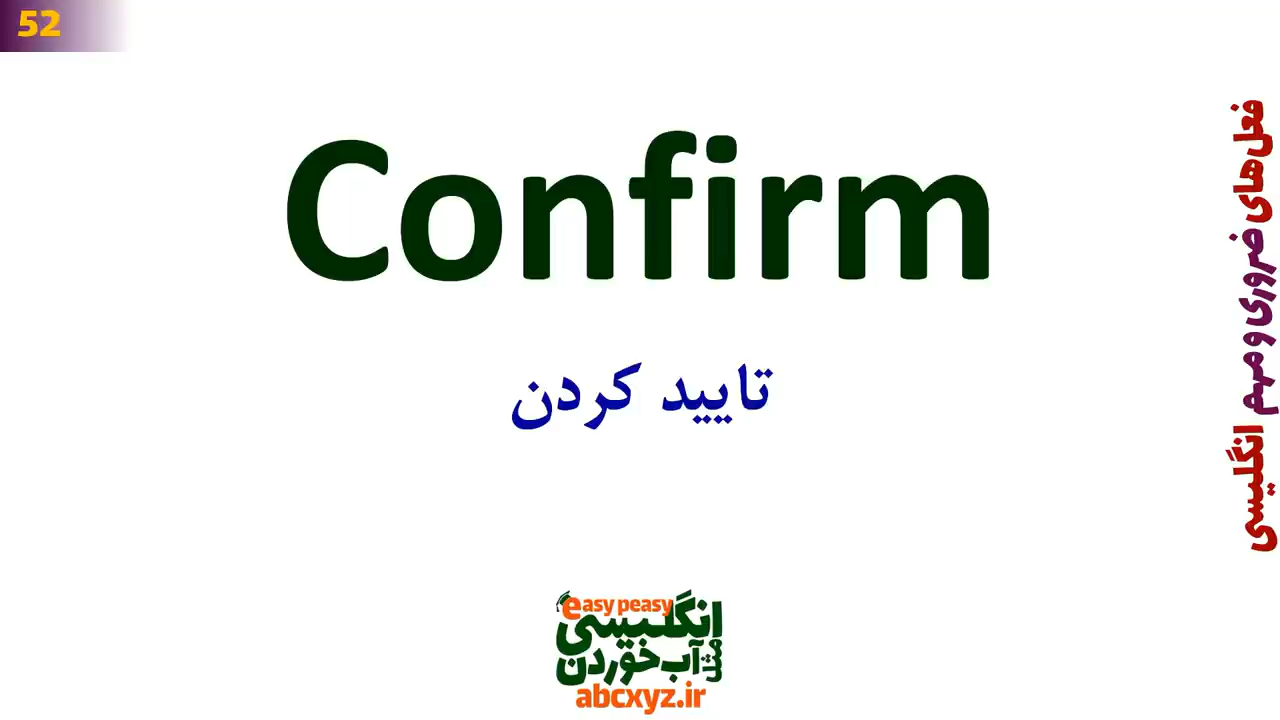 52
Confirm
تایید کردن
فعل‌های ضروری و مهم انگلیسی
easy peasy
انگلیسی
مثل آب خوردن
abcxyz.ir